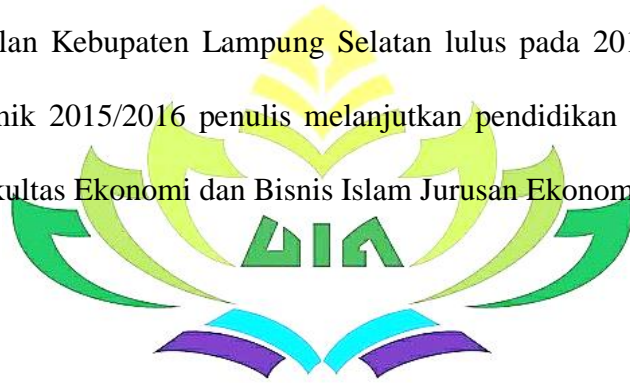 lan Kebupaten Lampung Selatan lulus pada 201
nik 2015/2016 penulis melanjutkan pendidikan
kultas Ekonomi dan Bisnis Islam Jurusan Ekonom
UIN